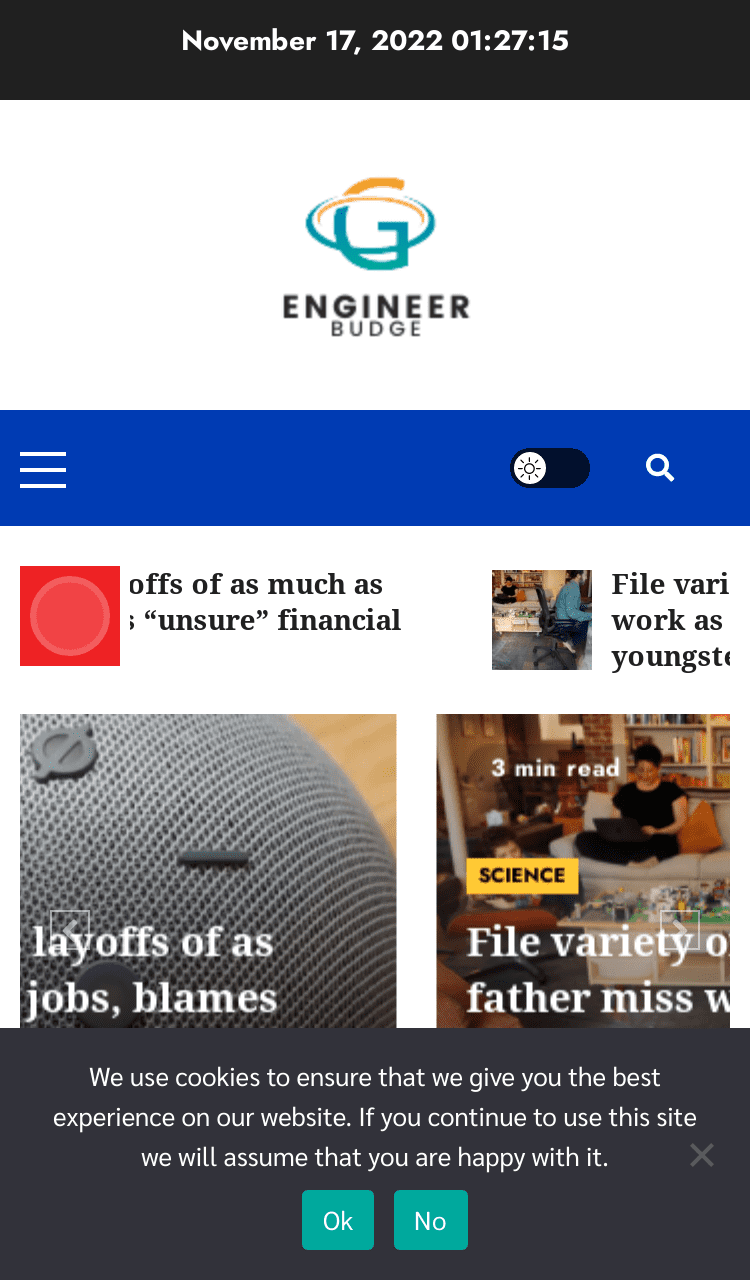 November 17, 2022 01:27:15
ENGINEER
BUDGE
offs of as much as
“unsure” financial
File vari
work as
youngste
3 min read
SCIENCE
layoffs of as
jobs, blames
File variety o
father miss w
We use cookies to ensure that we give you the best
experience on our website. If you continue to use this site
we will assume that you are happy with it.
Ok
No